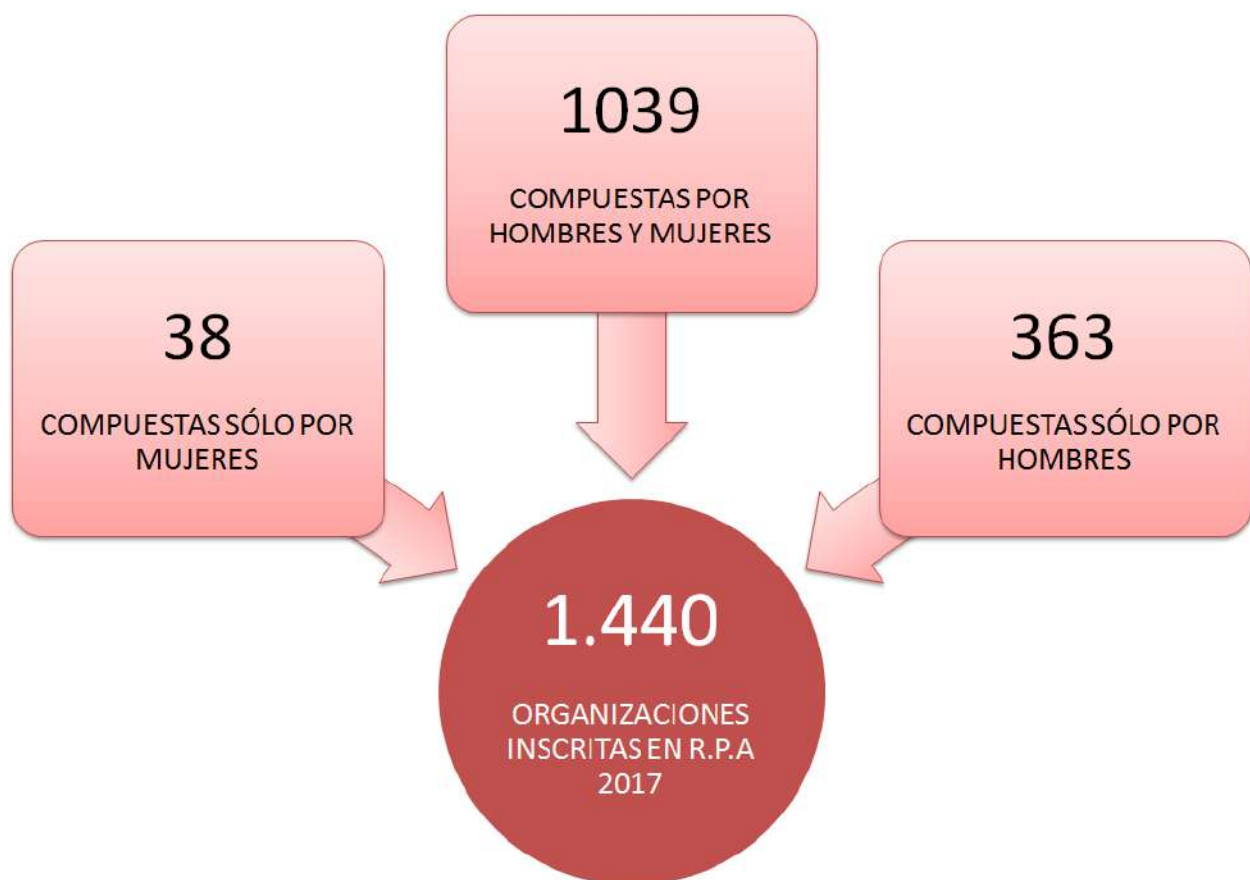 1039
COMPUESTAS POR
HOMBRES Y MUJERES
38
COMPUESTAS SÓLO POR
MUJERES
363
COMPUESTAS SÓLO POR
HOMBRES
1.440
ORGANIZACIONES
INSCRITAS EN R.P.A
2017